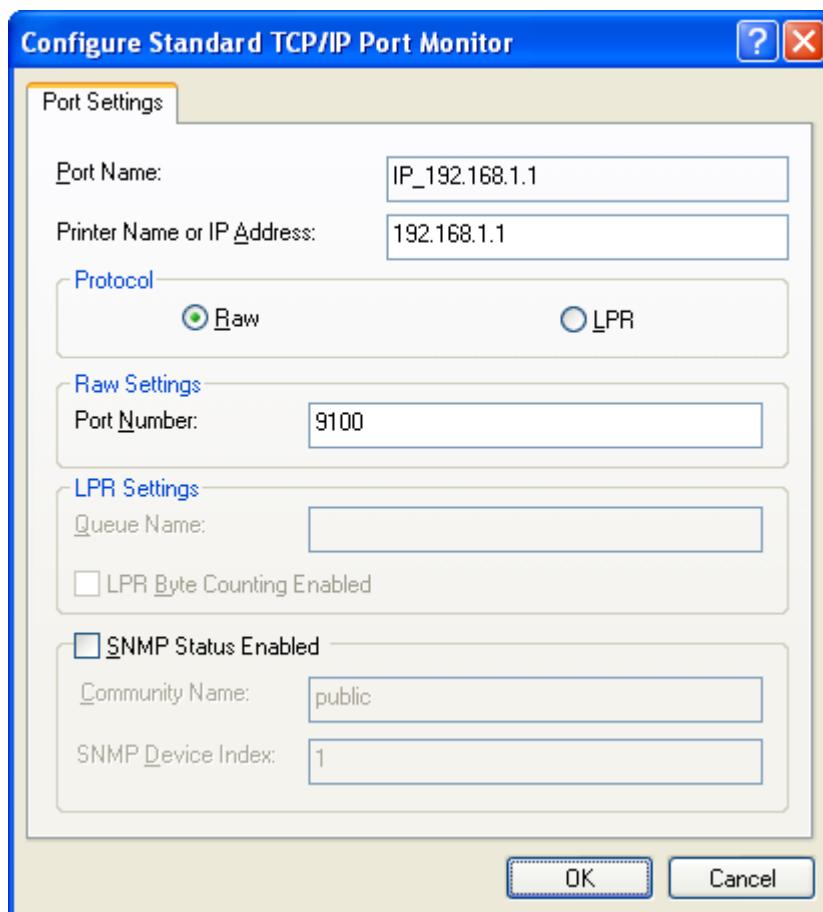 Configure Standard TCP/IP Port Monitor
Port Settings
Port Name: IP_192.168.1.1
Printer Name or IP Address: 192.168.1.1
Protocol
Raw LPR
Raw Settings
Port Number: 9100
LPR Settings
Queue Name:
LPR Byte Counting Enabled
SNMP Status Enabled
Community Name: public
SNMP Device Index: 1
OK Cancel